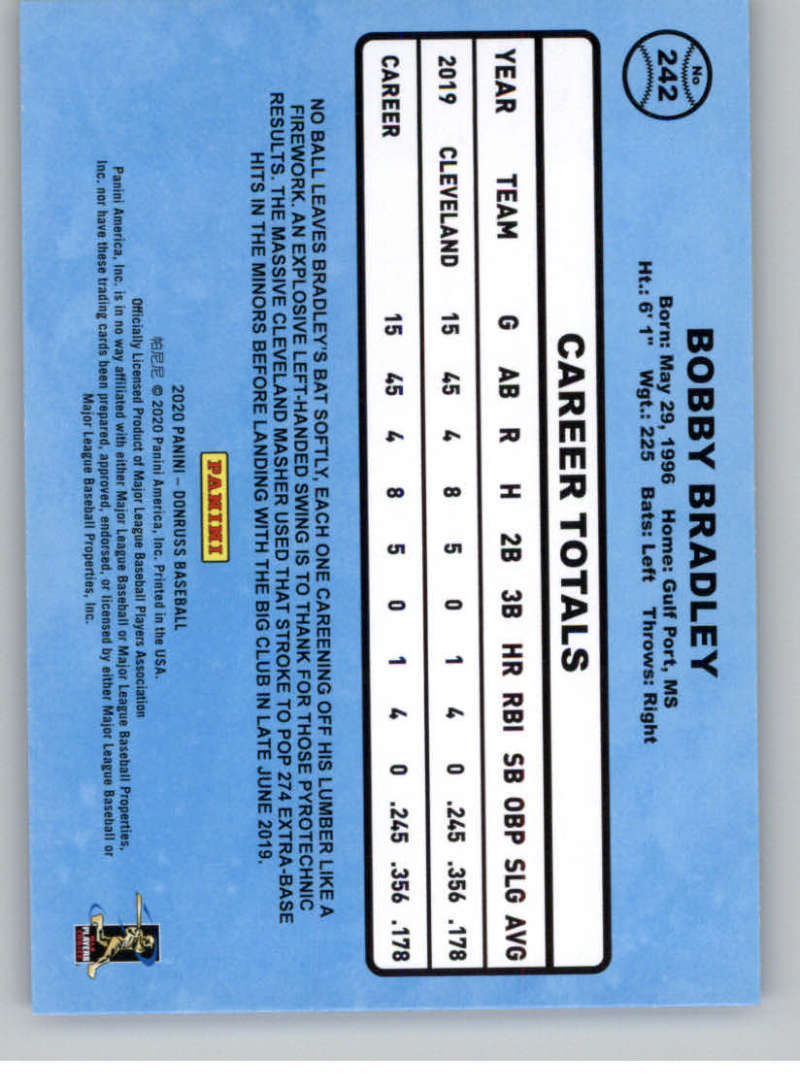 No
242
BOBBY BRADLEY
Born: May 29, 1996 Home: Gulf Port, MS
Ht.: 6' 1" Wgt.: 225 Bats: Left Throws: Right
CAREER TOTALS
YEAR TEAM G AB R H 2B 3B HR RBI SB OBP SLG AVG
2019 CLEVELAND 15 45 4 8 5 0 1 4 0 .245 .356 .178
CAREER 15 45 4 8 5 0 1 4 0 .245 .356 .178
NO BALL LEAVES BRADLEY'S BAT SOFTLY, EACH ONE CAREENING OFF HIS LUMBER LIKE A
FIREWORK. AN EXPLOSIVE LEFT-HANDED SWING IS TO THANK FOR THOSE PYROTECHNIC
RESULTS. THE MASSIVE CLEVELAND MASHER USED THAT STROKE TO POP 274 EXTRA-BASE
HITS IN THE MINORS BEFORE LANDING WITH THE BIG CLUB IN LATE JUNE 2019.
PANINI
2020 PANINI – DONRUSS BASEBALL
帕尼尼 © 2020 Panini America, Inc. Printed in the USA.
Officially Licensed Product of Major League Baseball Players Association
Panini America, Inc. is in no way affiliated with either Major League Baseball or Major League Baseball Properties,
Inc. nor have these trading cards been prepared, approved, endorsed, or licensed by either Major League Baseball or
Major League Baseball Properties, Inc.
MLB
PLAYERS
CHOICE